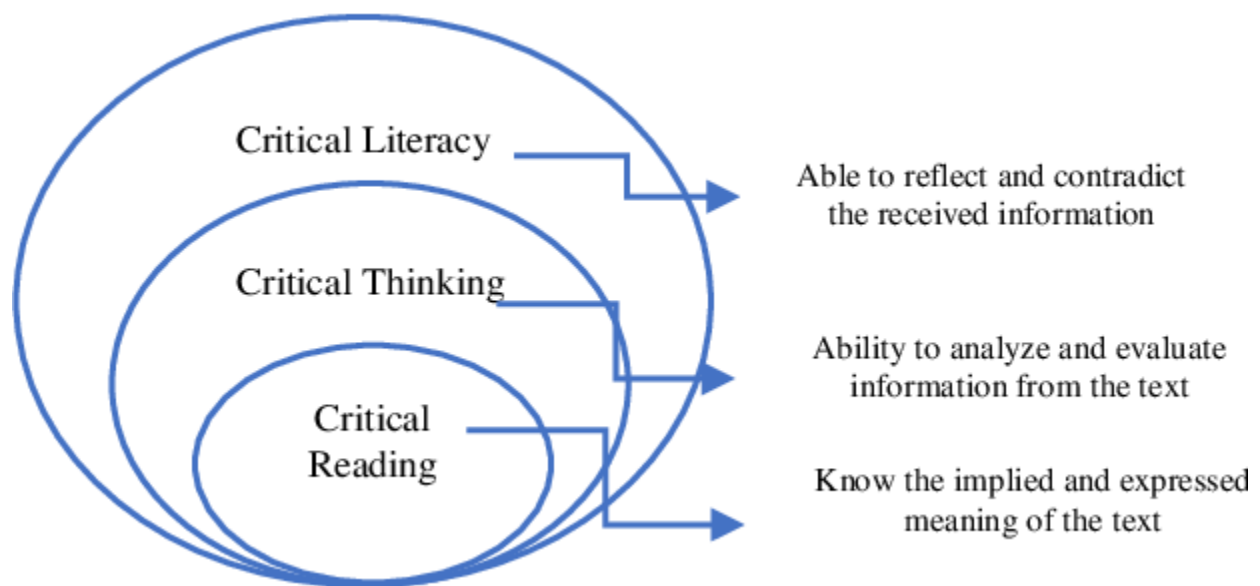 Critical Literacy
Able to reflect and contradict
the received information
Critical Thinking
Ability to analyze and evaluate
information from the text
Critical
Reading
Know the implied and expressed
meaning of the text